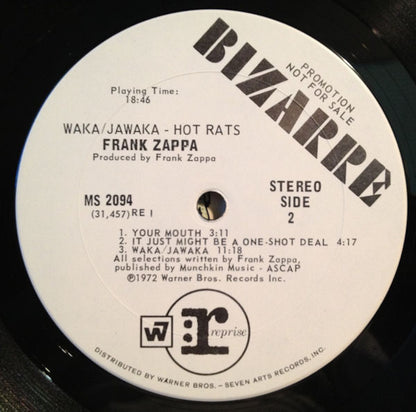 BIZARRE
PROMOTION
NOT FOR SALE
Playing Time:
18:46
WAKA/JAWAKA - HOT RATS
FRANK ZAPPA
Produced by Frank Zappa
MS 2094
(31,457) RE 1
STEREO
SIDE
2
1. YOUR MOUTH 3:11
2. IT JUST MIGHT BE A ONE-SHOT DEAL 4:17
3. WAKA/JAWAKA 11:18
All selections written by Frank Zappa,
published by Munchkin Music - ASCAP
℗1972 Warner Bros. Records Inc.
W7
r:
reprise
DISTRIBUTED BY WARNER BROS. - SEVEN ARTS RECORDS, INC.